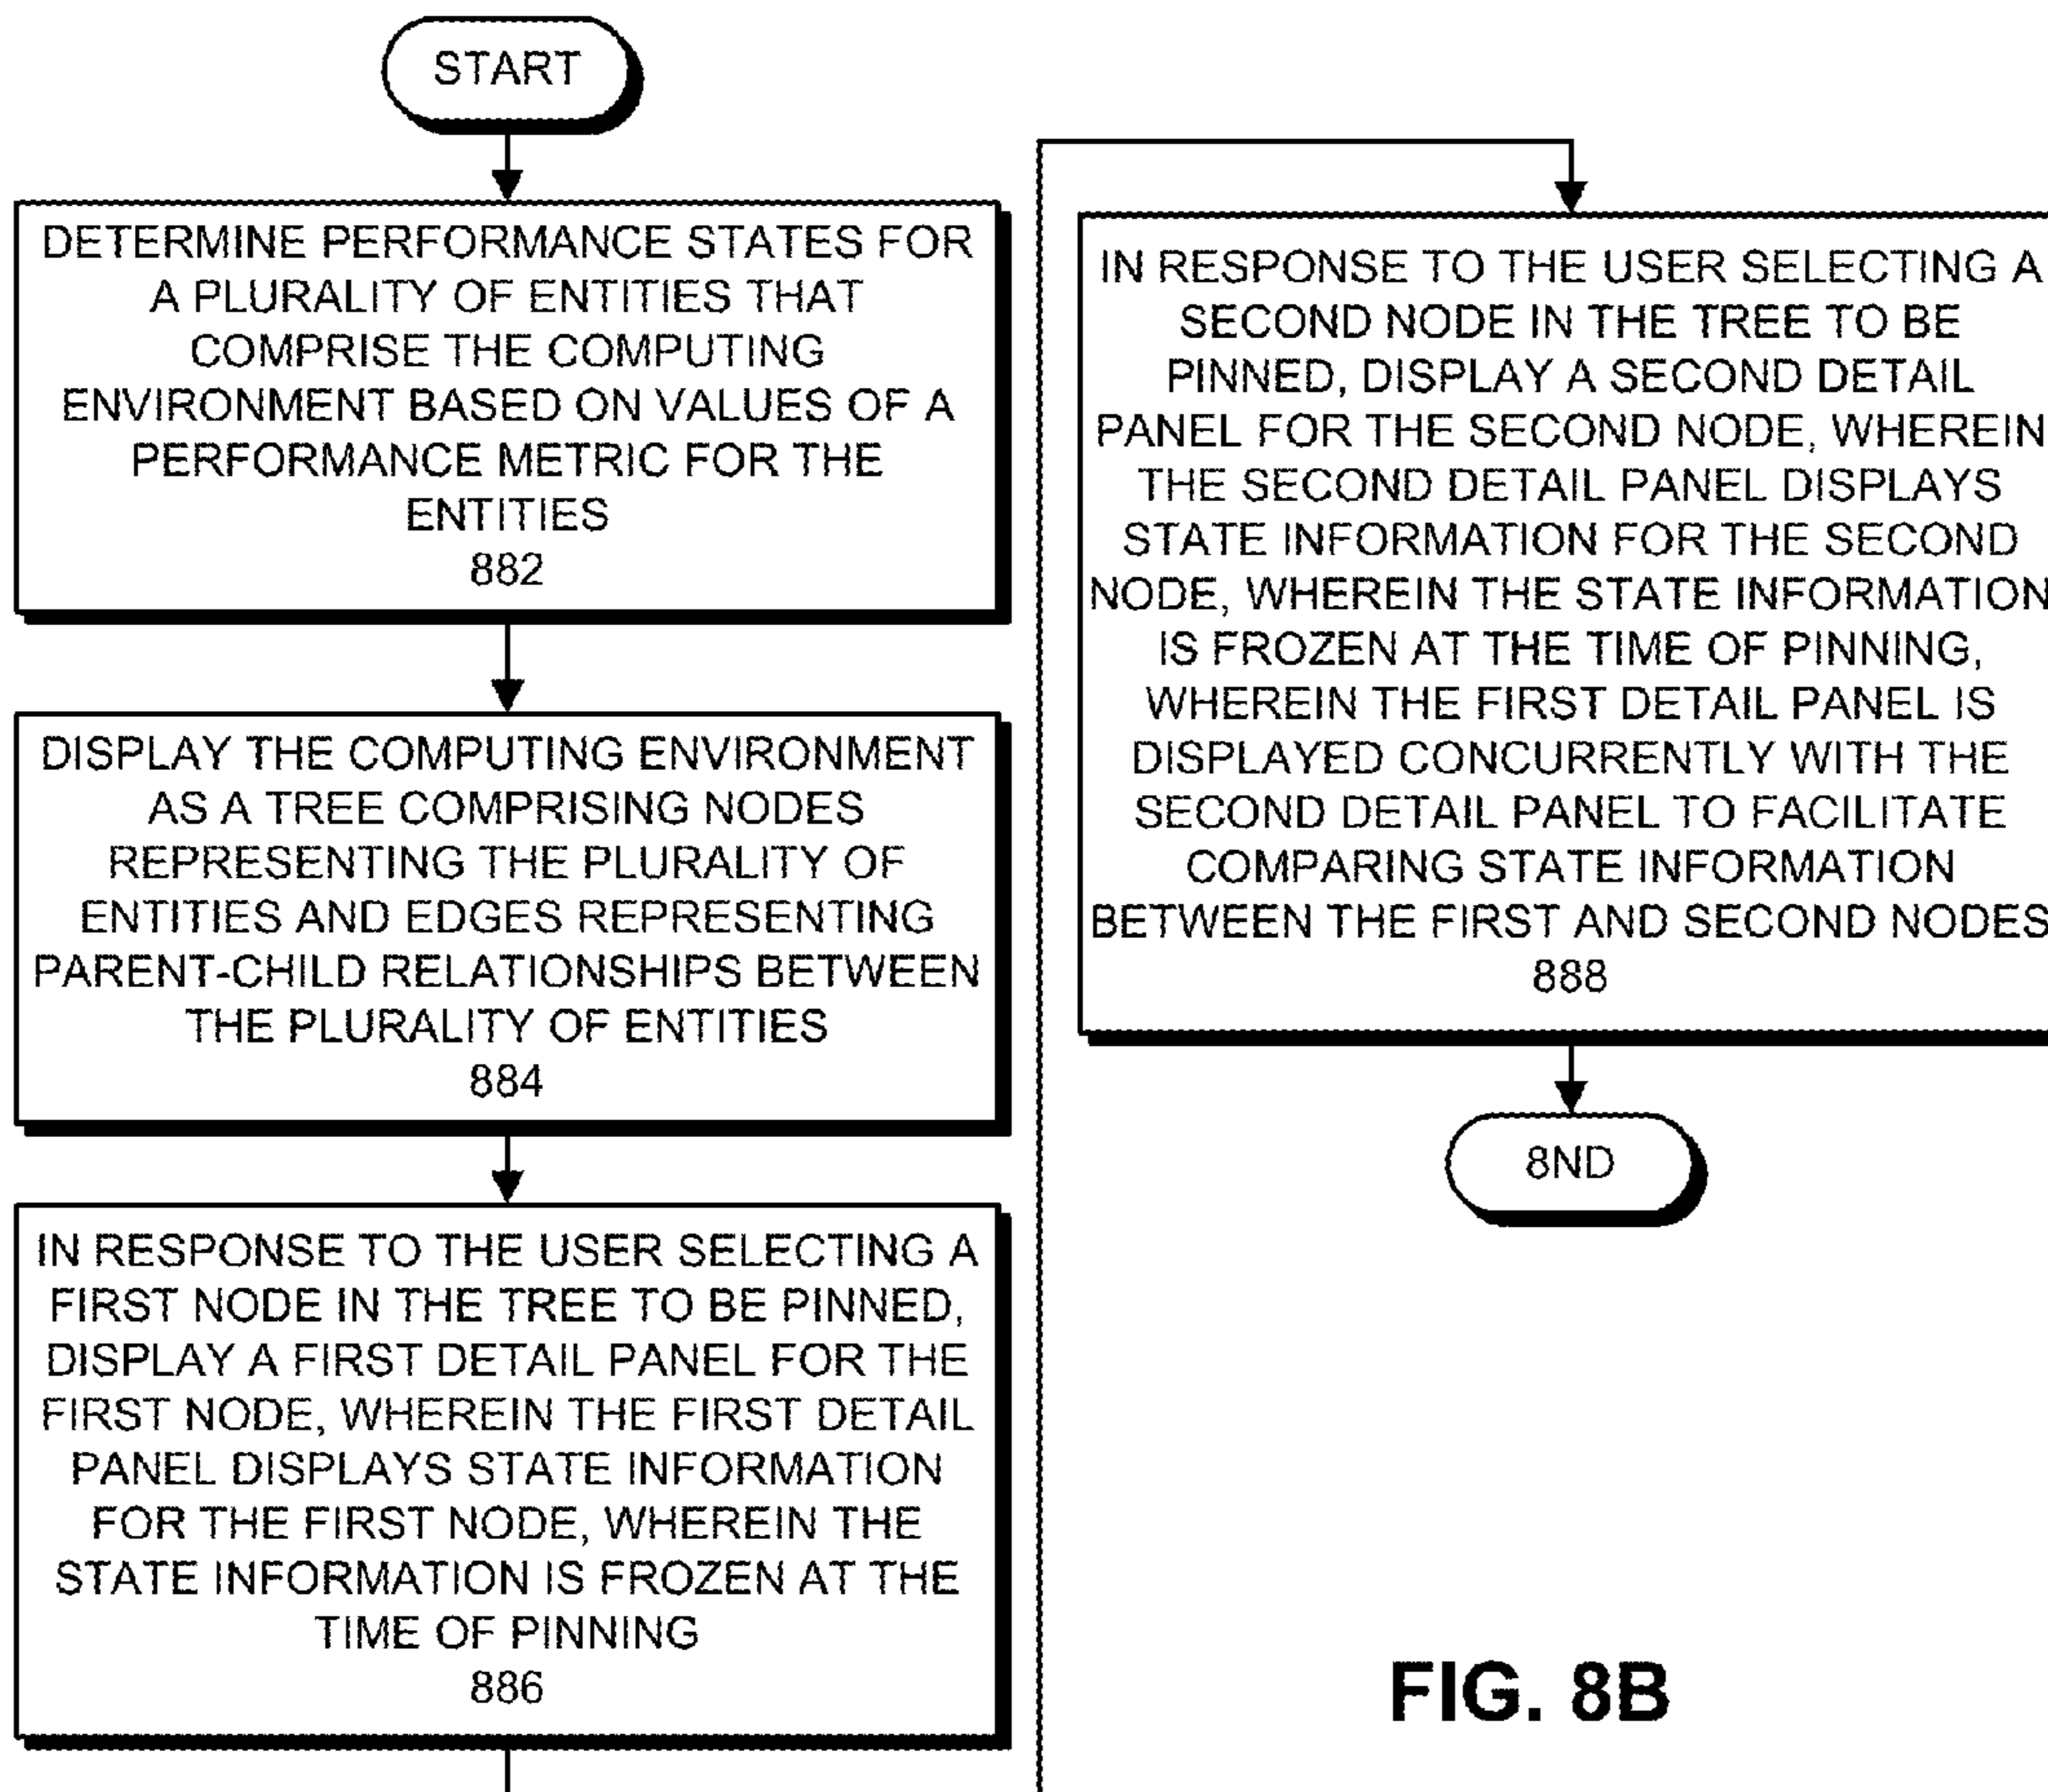 START
DETERMINE PERFORMANCE STATES FOR
A PLURALITY OF ENTITIES THAT
COMPRISE THE COMPUTING
ENVIRONMENT BASED ON VALUES OF A
PERFORMANCE METRIC FOR THE
ENTITIES
882
DISPLAY THE COMPUTING ENVIRONMENT
AS A TREE COMPRISING NODES
REPRESENTING THE PLURALITY OF
ENTITIES AND EDGES REPRESENTING
PARENT-CHILD RELATIONSHIPS BETWEEN
THE PLURALITY OF ENTITIES
884
IN RESPONSE TO THE USER SELECTING A
FIRST NODE IN THE TREE TO BE PINNED,
DISPLAY A FIRST DETAIL PANEL FOR THE
FIRST NODE, WHEREIN THE FIRST DETAIL
PANEL DISPLAYS STATE INFORMATION
FOR THE FIRST NODE, WHEREIN THE
STATE INFORMATION IS FROZEN AT THE
TIME OF PINNING
886
IN RESPONSE TO THE USER SELECTING A
SECOND NODE IN THE TREE TO BE
PINNED, DISPLAY A SECOND DETAIL
PANEL FOR THE SECOND NODE, WHEREIN
THE SECOND DETAIL PANEL DISPLAYS
STATE INFORMATION FOR THE SECOND
NODE, WHEREIN THE STATE INFORMATION
IS FROZEN AT THE TIME OF PINNING,
WHEREIN THE FIRST DETAIL PANEL IS
DISPLAYED CONCURRENTLY WITH THE
SECOND DETAIL PANEL TO FACILITATE
COMPARING STATE INFORMATION
BETWEEN THE FIRST AND SECOND NODES
888
8ND
FIG. 8B